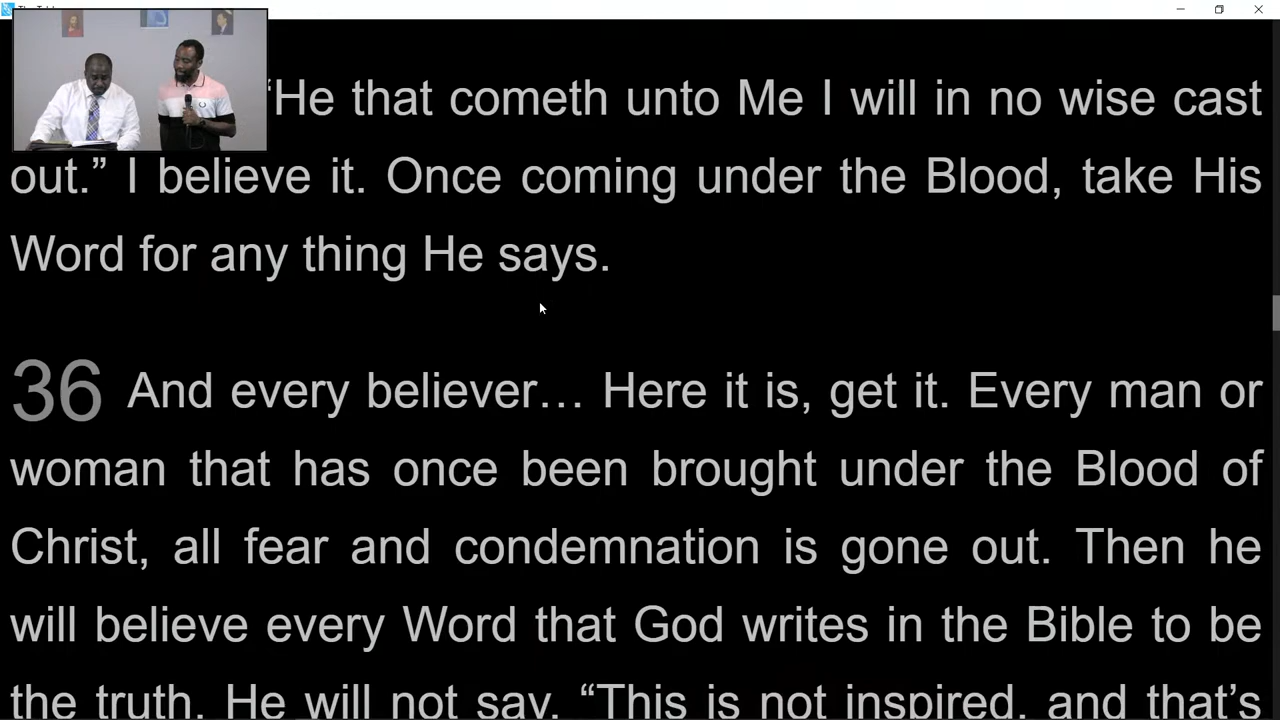 “He that cometh unto Me I will in no wise cast
out.” I believe it. Once coming under the Blood, take His
Word for any thing He says.
36 And every believer… Here it is, get it. Every man or
woman that has once been brought under the Blood of
Christ, all fear and condemnation is gone out. Then he
will believe every Word that God writes in the Bible to be
the truth. He will not say, “This is not inspired, and that’s